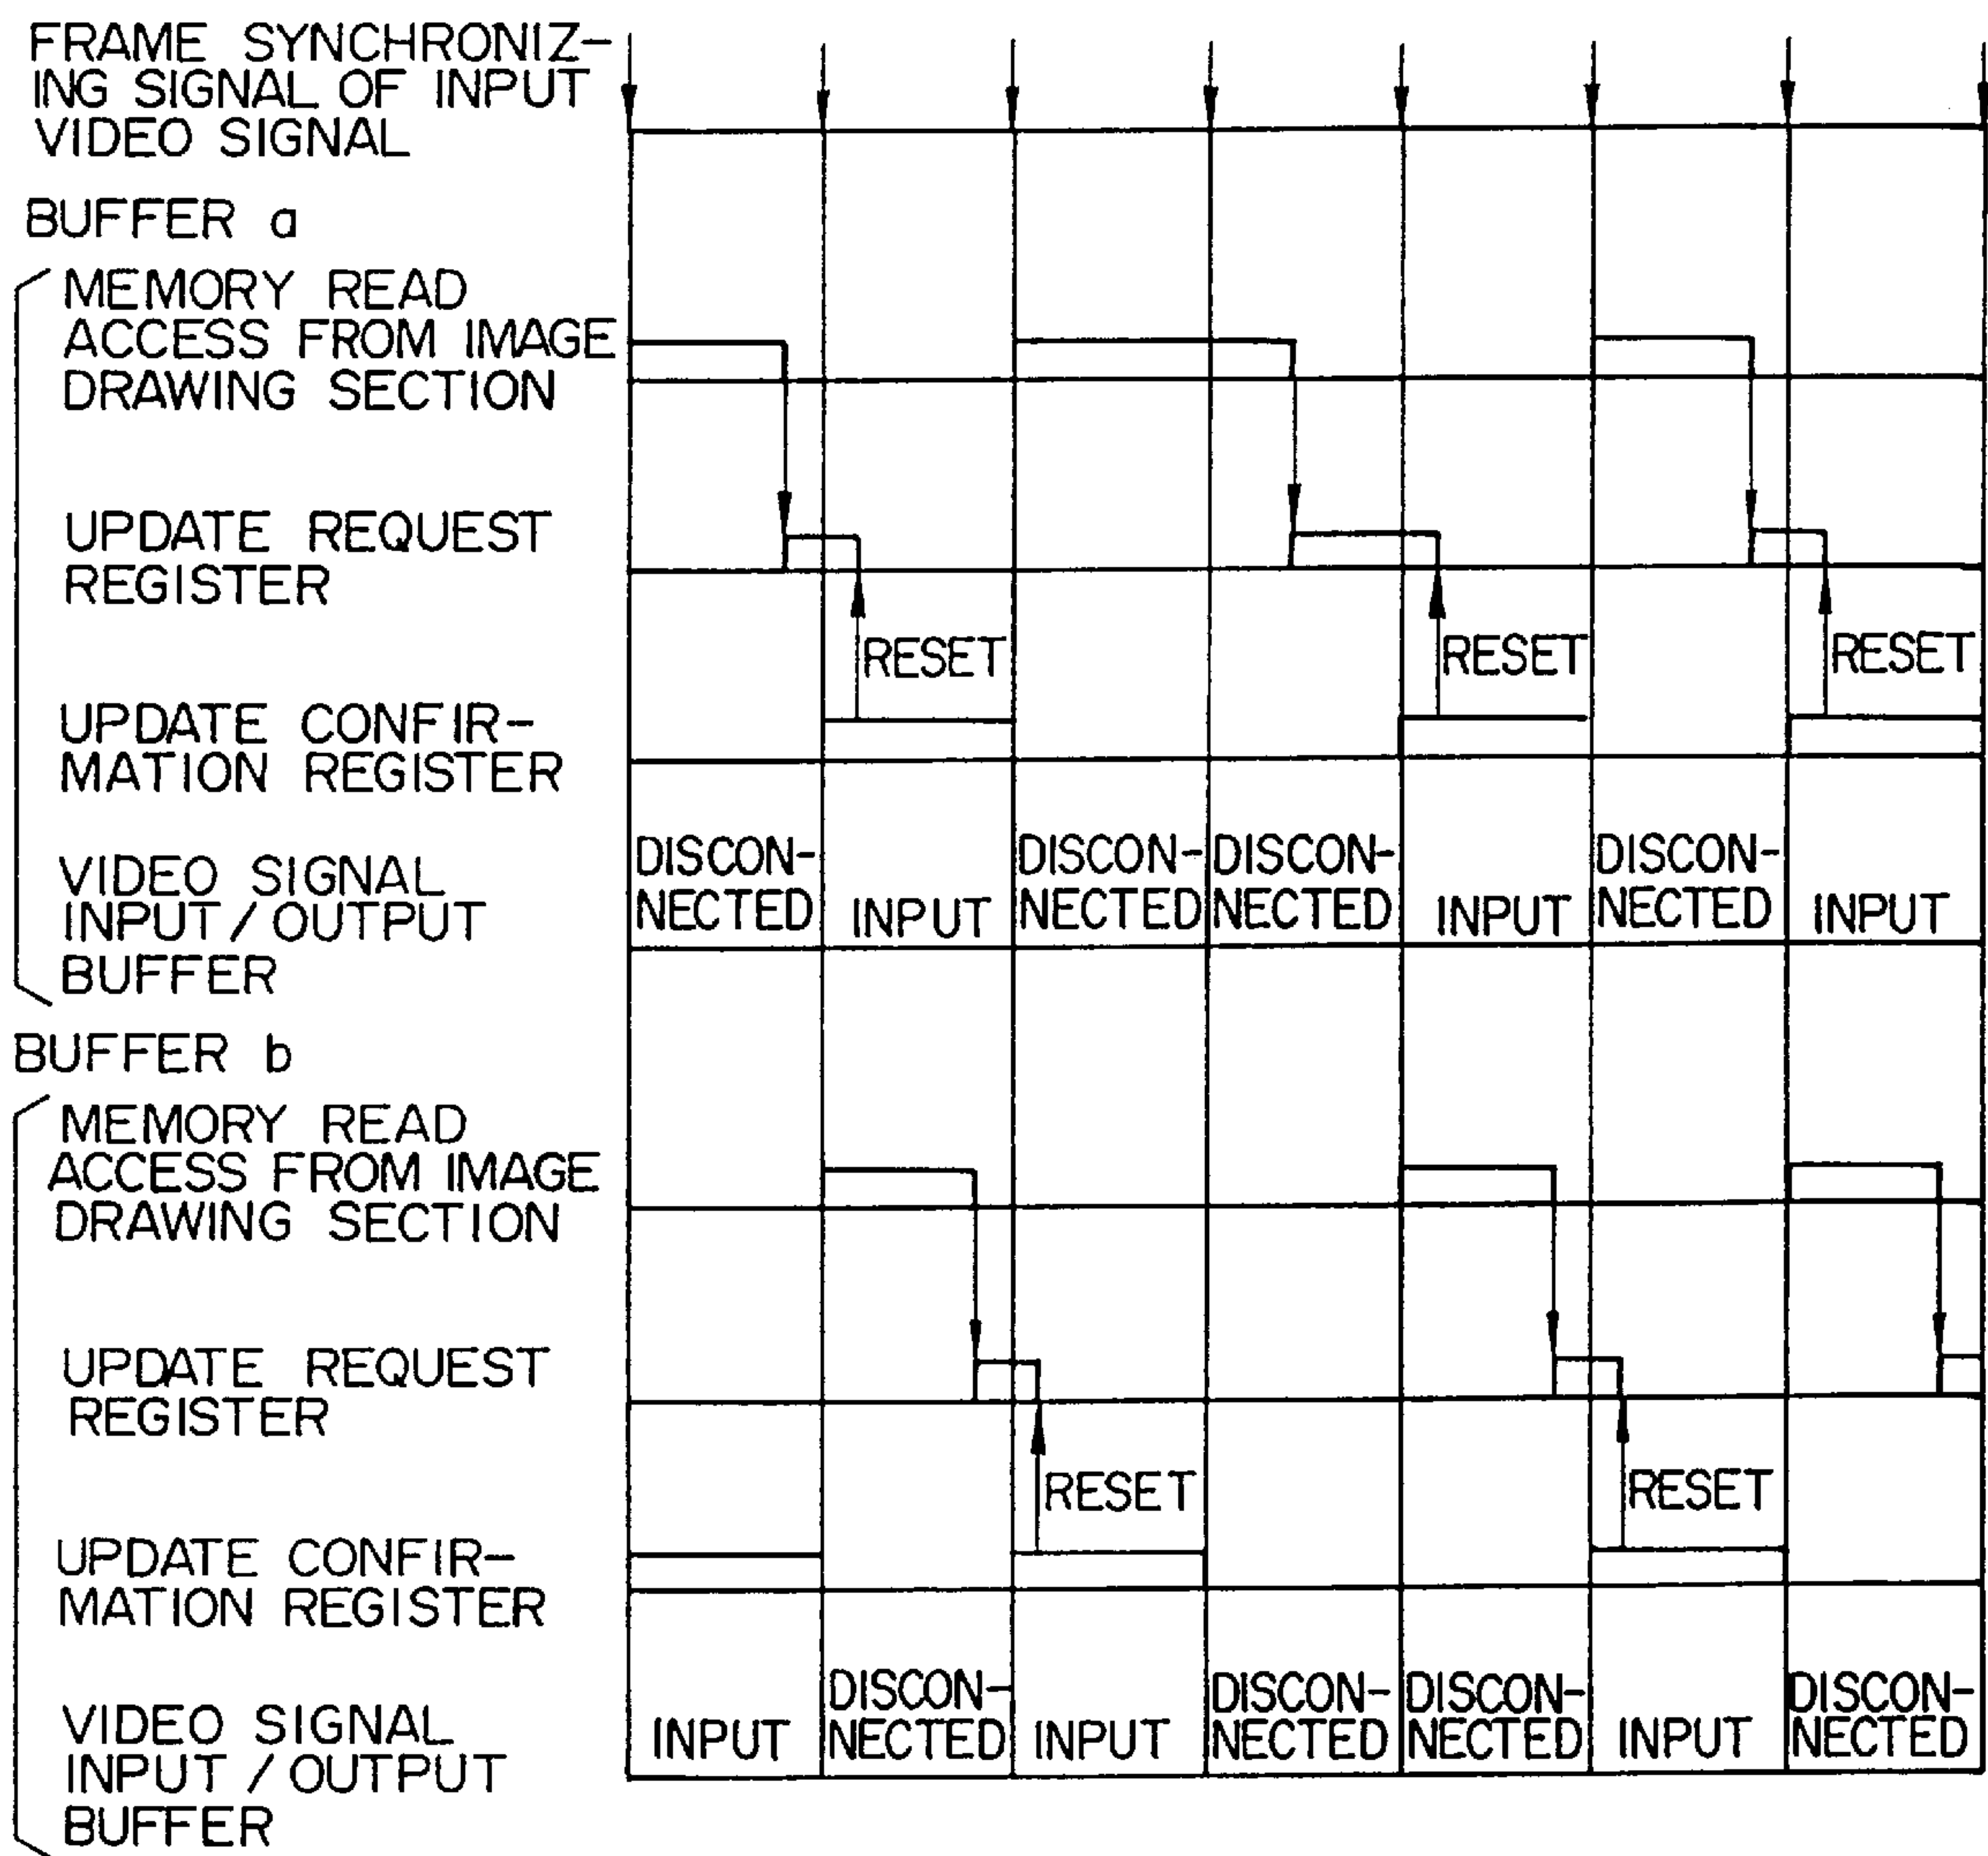 FRAME SYNCHRONIZ-
ING SIGNAL OF INPUT
VIDEO SIGNAL
BUFFER a
MEMORY READ
ACCESS FROM IMAGE
DRAWING SECTION
UPDATE REQUEST
REGISTER
RESET RESET RESET
UPDATE CONFIR-
MATION REGISTER
DISCON- DISCON- DISCON- DISCON-
NECTED INPUT NECTED NECTED INPUT NECTED INPUT
VIDEO SIGNAL
INPUT / OUTPUT
BUFFER
BUFFER b
MEMORY READ
ACCESS FROM IMAGE
DRAWING SECTION
UPDATE REQUEST
REGISTER
RESET RESET
UPDATE CONFIR-
MATION REGISTER
DISCON- DISCON- DISCON- DISCON-
INPUT NECTED INPUT NECTED NECTED INPUT NECTED
VIDEO SIGNAL
INPUT / OUTPUT
BUFFER